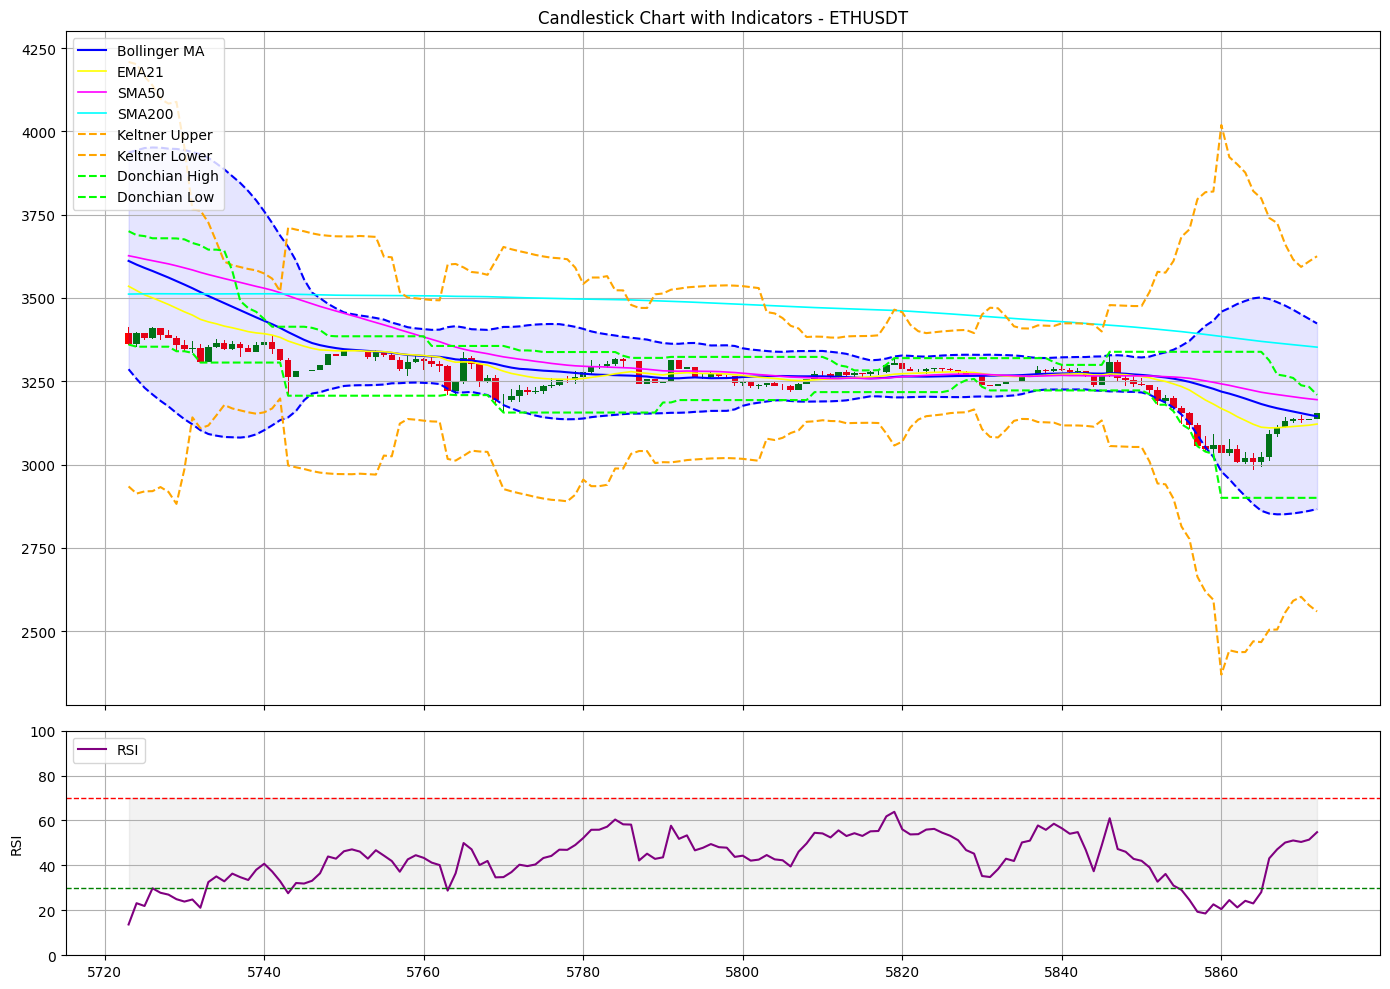 Candlestick Chart with Indicators - ETHUSDT
4250
4000
3750
3500
3250
3000
2750
2500
Bollinger MA
EMA21
SMA50
SMA200
Keltner Upper
Keltner Lower
Donchian High
Donchian Low
100
80
60
40
20
0
RSI
RSI
5720 5740 5760 5780 5800 5820 5840 5860